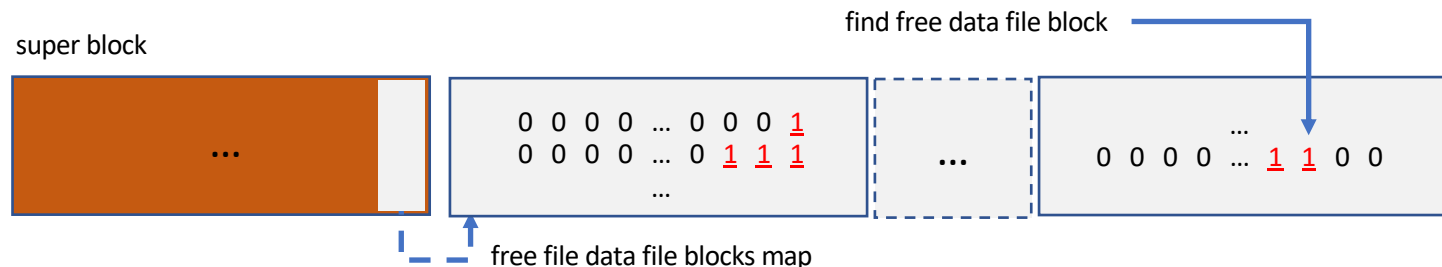 find free data file block
super block
...
0 0 0 0 ... 0 0 0 1
0 0 0 0 ... 0 1 1 1
...
...
...
0 0 0 0 ... 1 1 0 0
free file data file blocks map